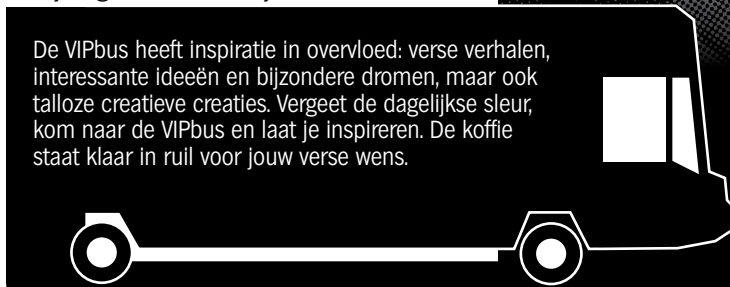 De VIPbus heeft inspiratie in overvloed: verse verhalen,
interessante ideeën en bijzondere dromen, maar ook
talloze creatieve creaties. Vergeet de dagelijkse sleur,
kom naar de VIPbus en laat je inspireren. De koffie
staat klaar in ruil voor jouw verse wens.